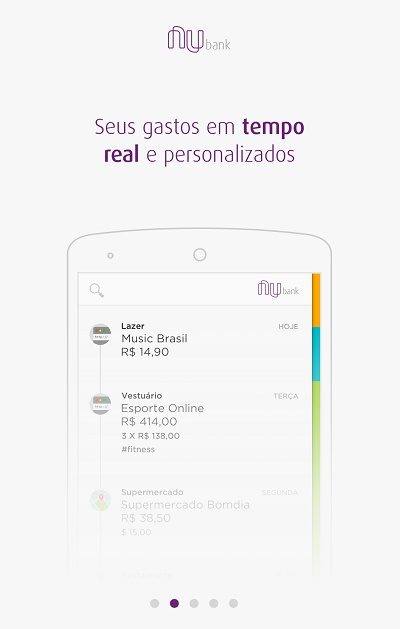 nu bank
Seus gastos em tempo
real e personalizados
nu bank
Lazer HOJE
Music Brasil
R$ 14,90
Vestuário TERÇA
Esporte Online
R$ 414,00
3 X R$ 138,00
#fitness
Supermercado SEGUNDA
Supermercado Bomdia
R$ 38,50
$ 15,00